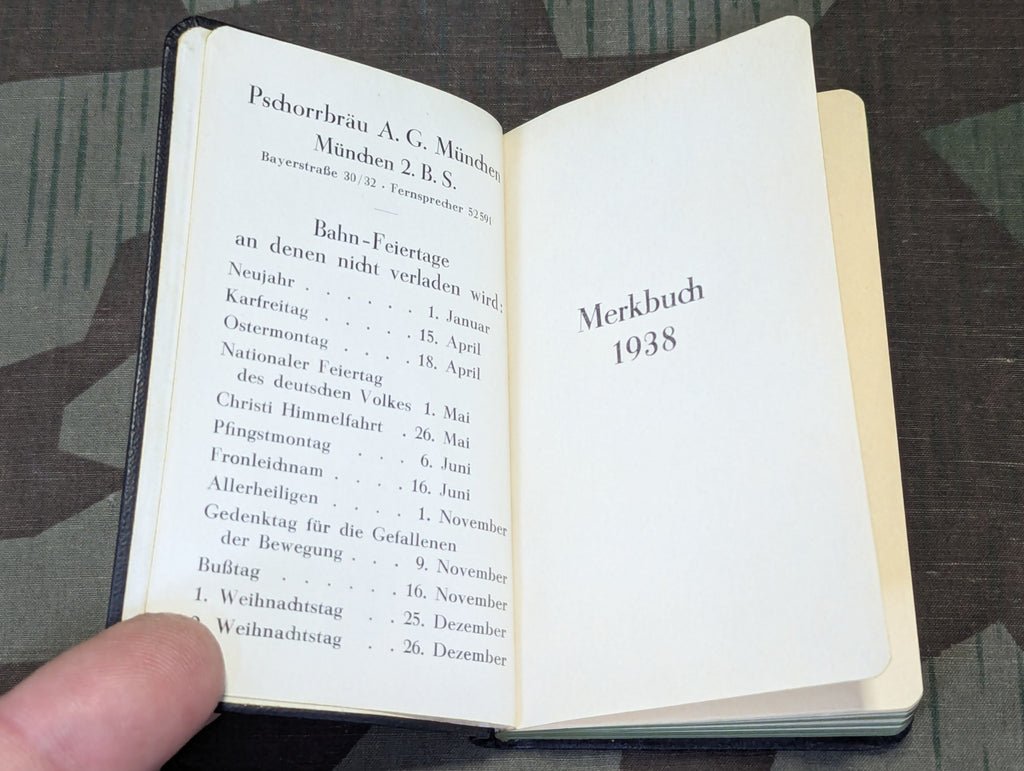 Pschorrbräu A. G. München
München 2. B. S.
Bayerstraße 30/32 · Fernsprecher 52591
Bahn-Feiertage
an denen nicht verladen wird:
Neujahr . . . . . . 1. Januar
Karfreitag . . . . . 15. April
Ostermontag . . . . 18. April
Nationaler Feiertag
des deutschen Volkes 1. Mai
Christi Himmelfahrt . 26. Mai
Pfingstmontag . . . 6. Juni
Fronleichnam . . . . 16. Juni
Allerheiligen . . . . 1. November
Gedenktag für die Gefallenen
der Bewegung . . . 9. November
Bußtag . . . . . . 16. November
1. Weihnachtstag . . 25. Dezember
2. Weihnachtstag . . 26. Dezember
Merkbuch
1938